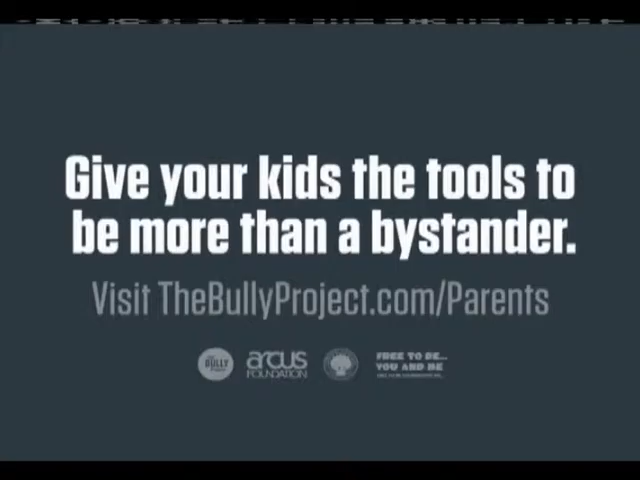 Give your kids the tools to
be more than a bystander.
Visit TheBullyProject.com/Parents
BULLY
arcus
FOUNDATION
FREE TO BE...
YOU AND ME